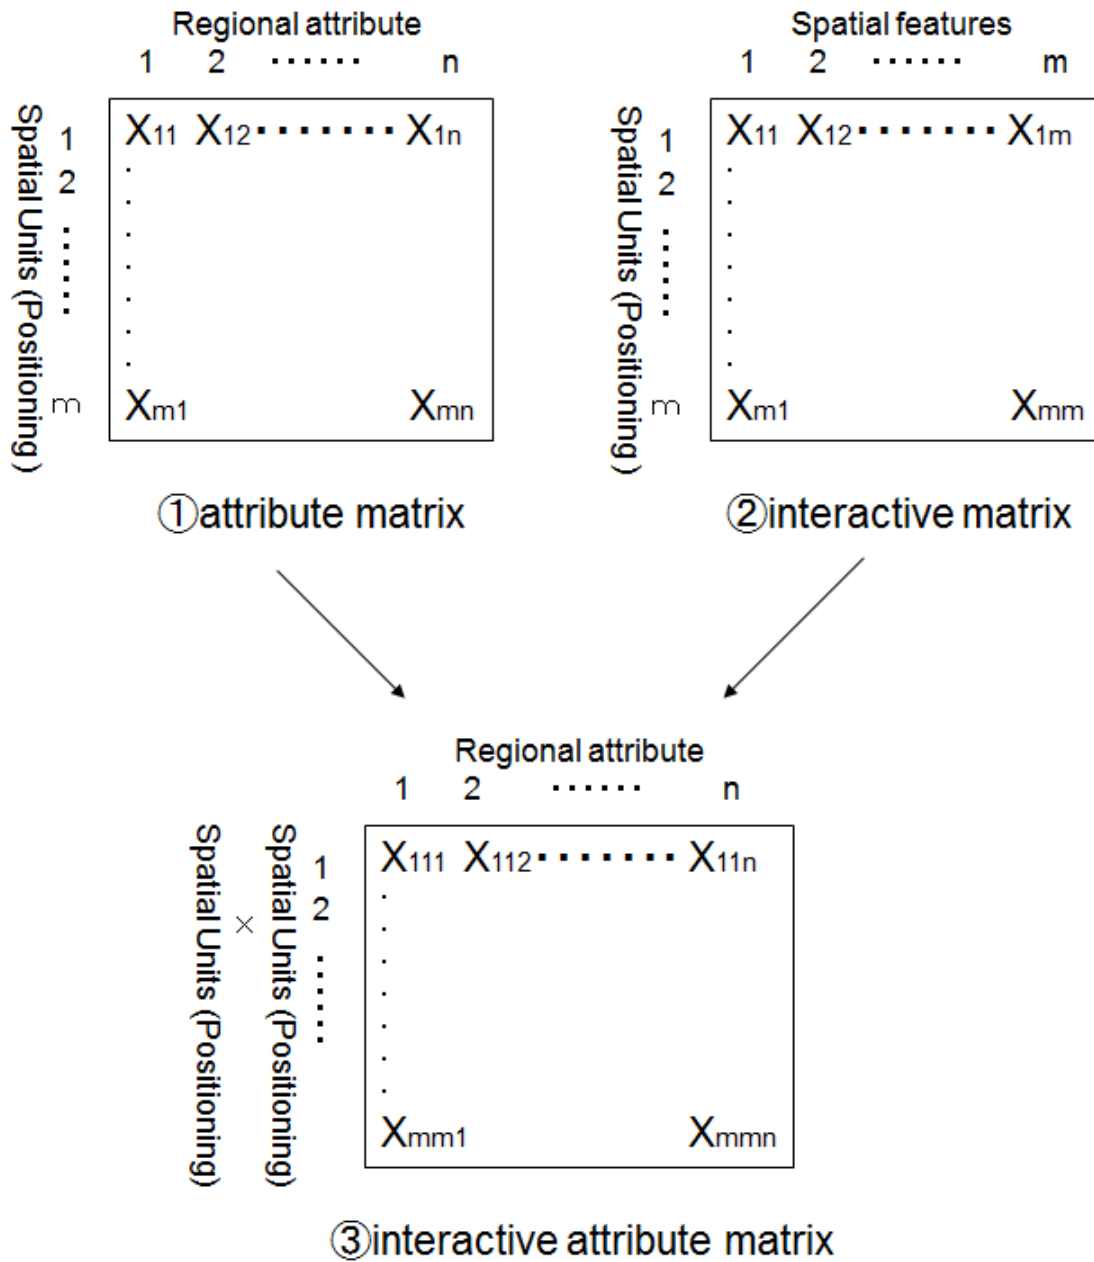 Regional attribute
1 2 ······ n
Spatial Units (Positioning)
1
2
······
m
X11 X12 ······· X1n
Xm1 Xmn
①attribute matrix
Spatial features
1 2 ······ m
Spatial Units (Positioning)
1
2
······
m
X11 X12 ······· X1m
Xm1 Xmm
②interactive matrix
Regional attribute
1 2 ······ n
Spatial Units (Positioning)
×
Spatial Units (Positioning)
1
2
······
X111 X112 ······· X11n
Xmm1 Xmmn
③interactive attribute matrix